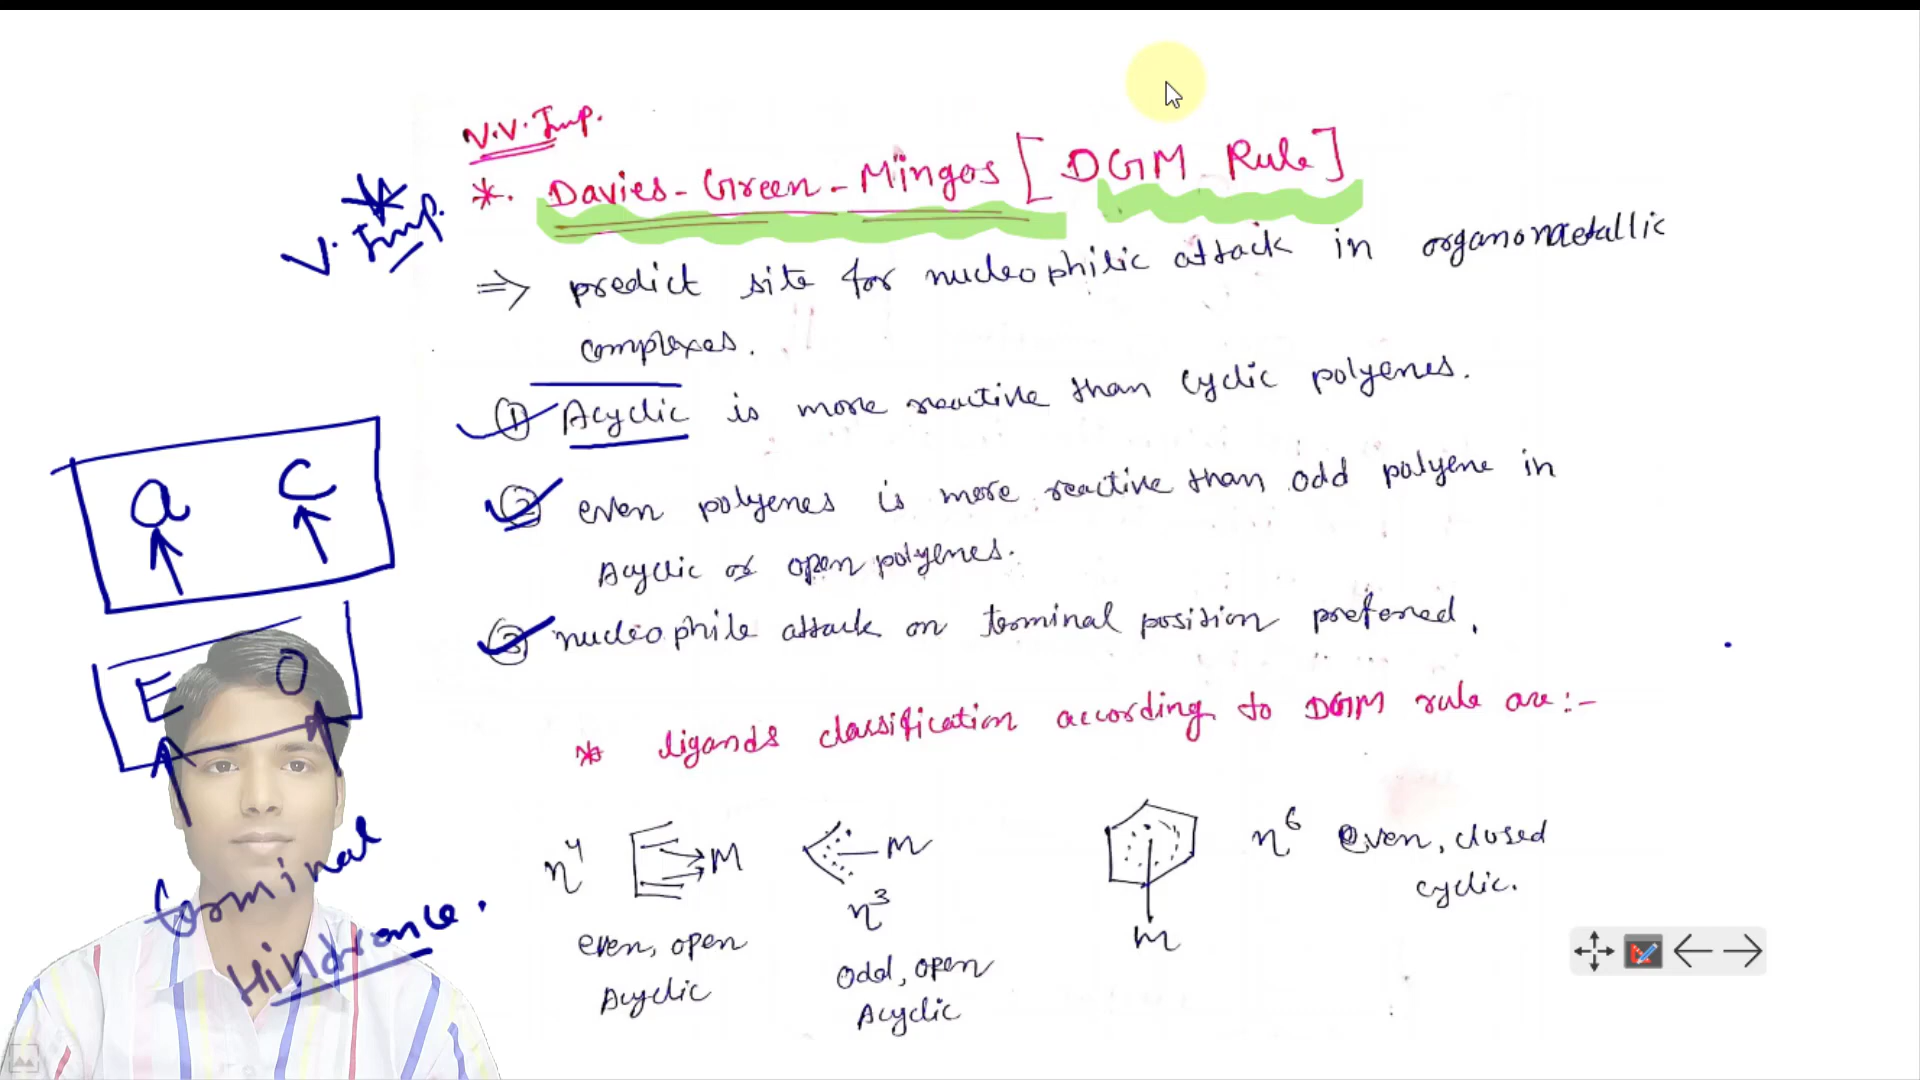 V.V. Imp.
*. Davies-Green-Mingos [DGM Rule]
V. Imp.
⇒ predict site for nucleophilic attack in organometallic
complexes.
① Acyclic is more reactive than cyclic polyenes.
② even polyenes is more reactive than odd polyene in
Acyclic or open polyenes.
③ nucleophile attack on terminal position preferred.
a C
E O
terminal
Hindrance.
* ligands classification according to DGM rule are:-
η4 M
even, open
Acyclic
M
η3
odd, open
Acyclic
m
η6 even, closed
cyclic.